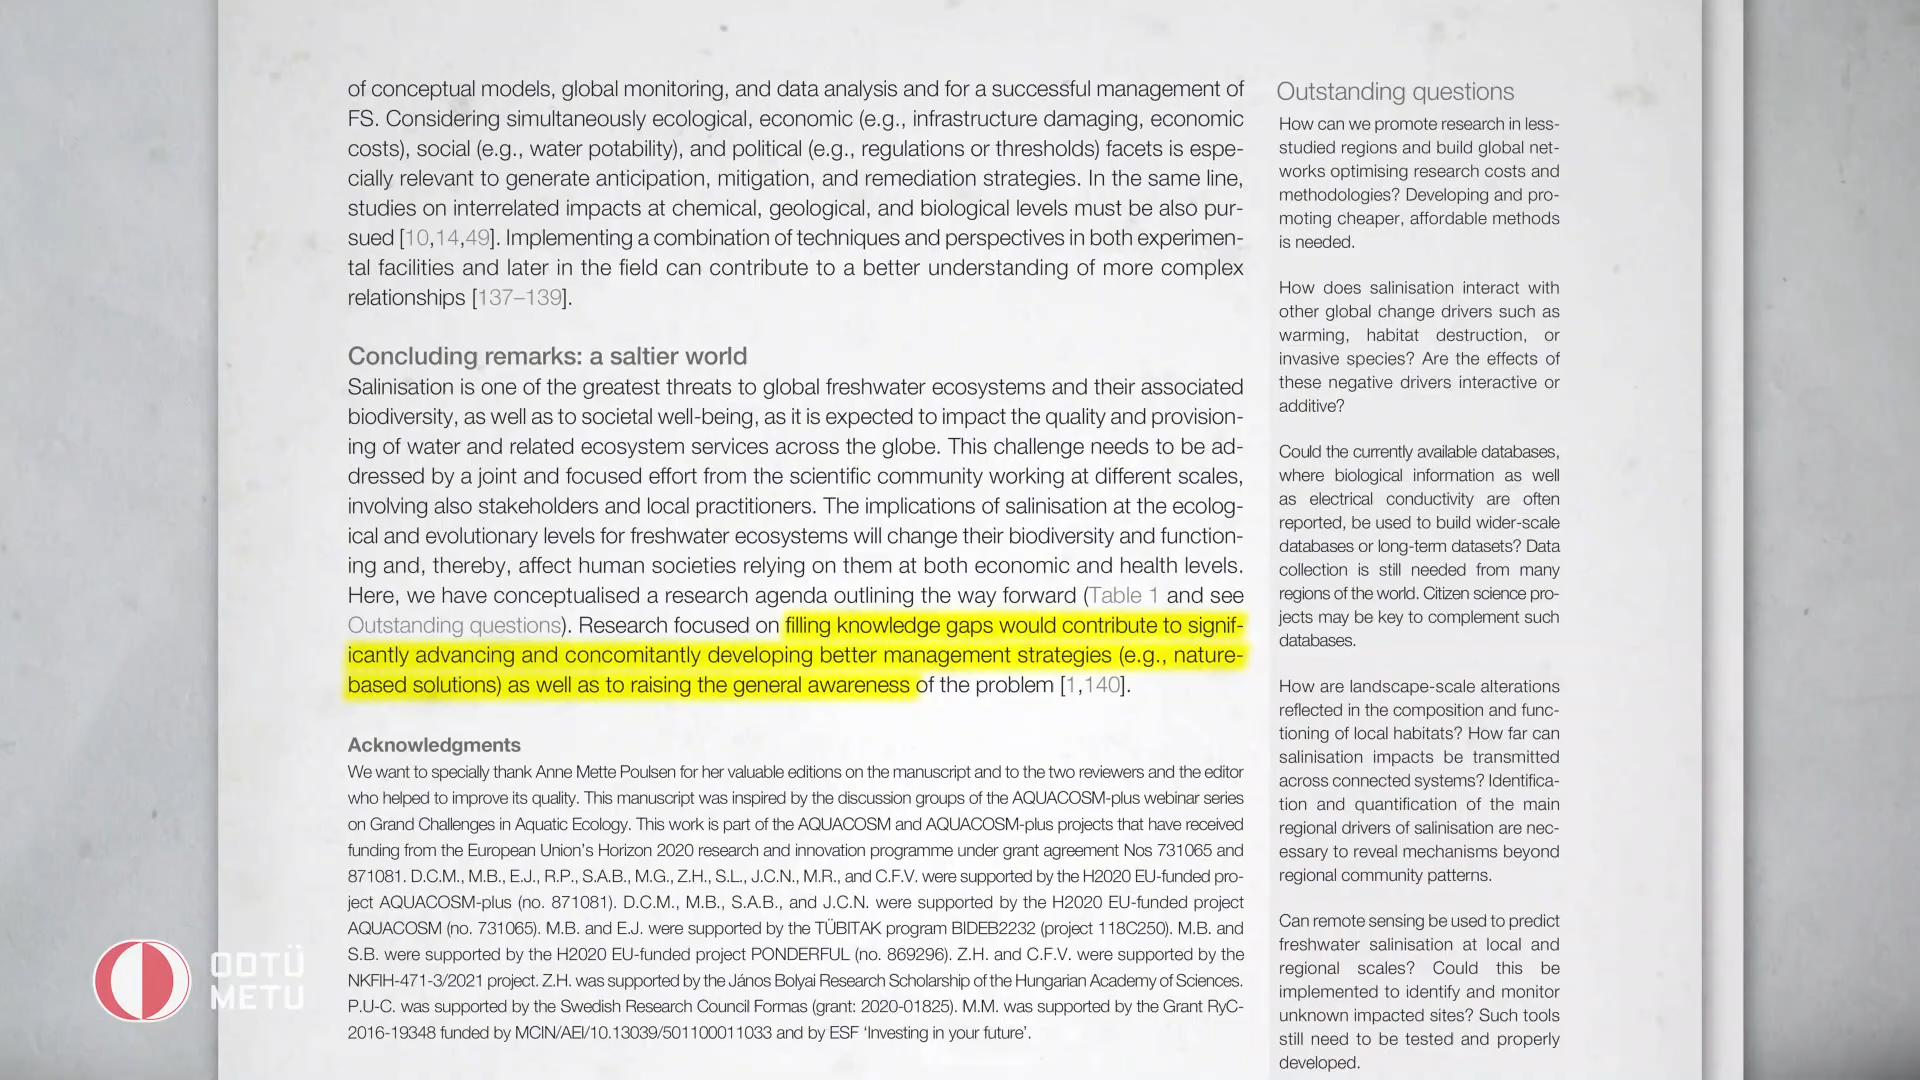 of conceptual models, global monitoring, and data analysis and for a successful management of
FS. Considering simultaneously ecological, economic (e.g., infrastructure damaging, economic
costs), social (e.g., water potability), and political (e.g., regulations or thresholds) facets is espe-
cially relevant to generate anticipation, mitigation, and remediation strategies. In the same line,
studies on interrelated impacts at chemical, geological, and biological levels must be also pur-
sued [10,14,49]. Implementing a combination of techniques and perspectives in both experimen-
tal facilities and later in the field can contribute to a better understanding of more complex
relationships [137–139].
Concluding remarks: a saltier world
Salinisation is one of the greatest threats to global freshwater ecosystems and their associated
biodiversity, as well as to societal well-being, as it is expected to impact the quality and provision-
ing of water and related ecosystem services across the globe. This challenge needs to be ad-
dressed by a joint and focused effort from the scientific community working at different scales,
involving also stakeholders and local practitioners. The implications of salinisation at the ecolog-
ical and evolutionary levels for freshwater ecosystems will change their biodiversity and function-
ing and, thereby, affect human societies relying on them at both economic and health levels.
Here, we have conceptualised a research agenda outlining the way forward (Table 1 and see
Outstanding questions). Research focused on filling knowledge gaps would contribute to signif-
icantly advancing and concomitantly developing better management strategies (e.g., nature-
based solutions) as well as to raising the general awareness of the problem [1,140].
Acknowledgments
We want to specially thank Anne Mette Poulsen for her valuable editions on the manuscript and to the two reviewers and the editor
who helped to improve its quality. This manuscript was inspired by the discussion groups of the AQUACOSM-plus webinar series
on Grand Challenges in Aquatic Ecology. This work is part of the AQUACOSM and AQUACOSM-plus projects that have received
funding from the European Union's Horizon 2020 research and innovation programme under grant agreement Nos 731065 and
871081. D.C.M., M.B., E.J., R.P., S.A.B., M.G., Z.H., S.L., J.C.N., M.R., and C.F.V. were supported by the H2020 EU-funded pro-
ject AQUACOSM-plus (no. 871081). D.C.M., M.B., S.A.B., and J.C.N. were supported by the H2020 EU-funded project
AQUACOSM (no. 731065). M.B. and E.J. were supported by the TÜBITAK program BIDEB2232 (project 118C250). M.B. and
S.B. were supported by the H2020 EU-funded project PONDERFUL (no. 869296). Z.H. and C.F.V. were supported by the
NKFIH-471-3/2021 project. Z.H. was supported by the János Bolyai Research Scholarship of the Hungarian Academy of Sciences.
P.U-C. was supported by the Swedish Research Council Formas (grant: 2020-01825). M.M. was supported by the Grant RyC-
2016-19348 funded by MCIN/AEI/10.13039/501100011033 and by ESF 'Investing in your future'.
Outstanding questions
How can we promote research in less-
studied regions and build global net-
works optimising research costs and
methodologies? Developing and pro-
moting cheaper, affordable methods
is needed.
How does salinisation interact with
other global change drivers such as
warming, habitat destruction, or
invasive species? Are the effects of
these negative drivers interactive or
additive?
Could the currently available databases,
where biological information as well
as electrical conductivity are often
reported, be used to build wider-scale
databases or long-term datasets? Data
collection is still needed from many
regions of the world. Citizen science pro-
jects may be key to complement such
databases.
How are landscape-scale alterations
reflected in the composition and func-
tioning of local habitats? How far can
salinisation impacts be transmitted
across connected systems? Identifica-
tion and quantification of the main
regional drivers of salinisation are nec-
essary to reveal mechanisms beyond
regional community patterns.
Can remote sensing be used to predict
freshwater salinisation at local and
regional scales? Could this be
implemented to identify and monitor
unknown impacted sites? Such tools
still need to be tested and properly
developed.
ODTÜ
METU